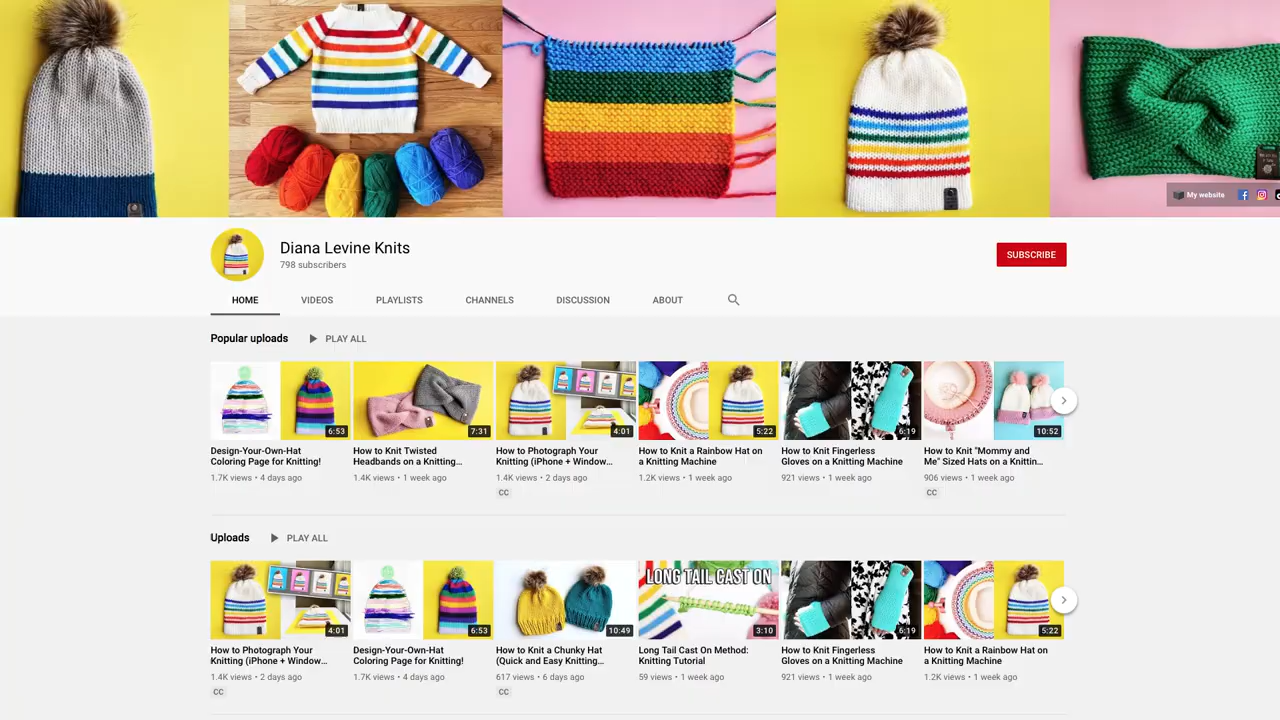 My website
Diana Levine Knits
798 subscribers
SUBSCRIBE
HOME VIDEOS PLAYLISTS CHANNELS DISCUSSION ABOUT
Popular uploads PLAY ALL
6:53 7:31 4:01 5:22 6:19 10:52
Design-Your-Own-Hat
Coloring Page for Knitting!
1.7K views • 4 days ago
How to Knit Twisted
Headbands on a Knitting...
1.4K views • 1 week ago
How to Photograph Your
Knitting (iPhone + Window...
1.4K views • 2 days ago
CC
How to Knit a Rainbow Hat on
a Knitting Machine
1.2K views • 1 week ago
How to Knit Fingerless
Gloves on a Knitting Machine
921 views • 1 week ago
How to Knit "Mommy and
Me" Sized Hats on a Knittin...
906 views • 1 week ago
CC
Uploads PLAY ALL
LONG TAIL CAST ON
4:01 6:53 10:49 3:10 6:19 5:22
How to Photograph Your
Knitting (iPhone + Window...
1.4K views • 2 days ago
CC
Design-Your-Own-Hat
Coloring Page for Knitting!
1.7K views • 4 days ago
How to Knit a Chunky Hat
(Quick and Easy Knitting...
617 views • 6 days ago
CC
Long Tail Cast On Method:
Knitting Tutorial
59 views • 1 week ago
How to Knit Fingerless
Gloves on a Knitting Machine
921 views • 1 week ago
How to Knit a Rainbow Hat on
a Knitting Machine
1.2K views • 1 week ago